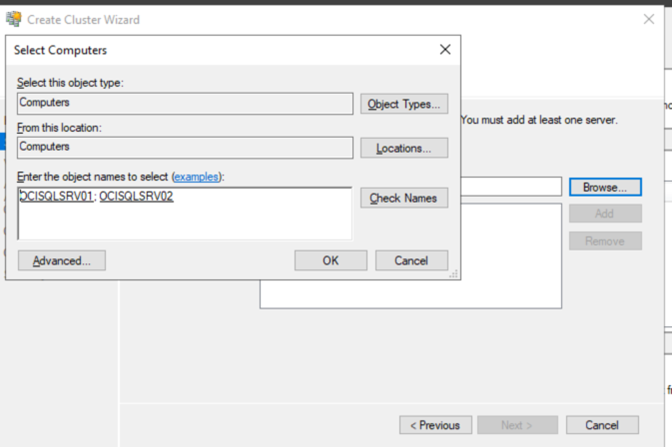 Create Cluster Wizard
Select Computers
Select this object type:
Computers
Object Types...
From this location:
Computers
Locations...
Enter the object names to select (examples):
OCISQLSRV01; OCISQLSRV02
Check Names
Advanced...
OK
Cancel
You must add at least one server.
Browse...
Add
Remove
< Previous
Next >
Cancel